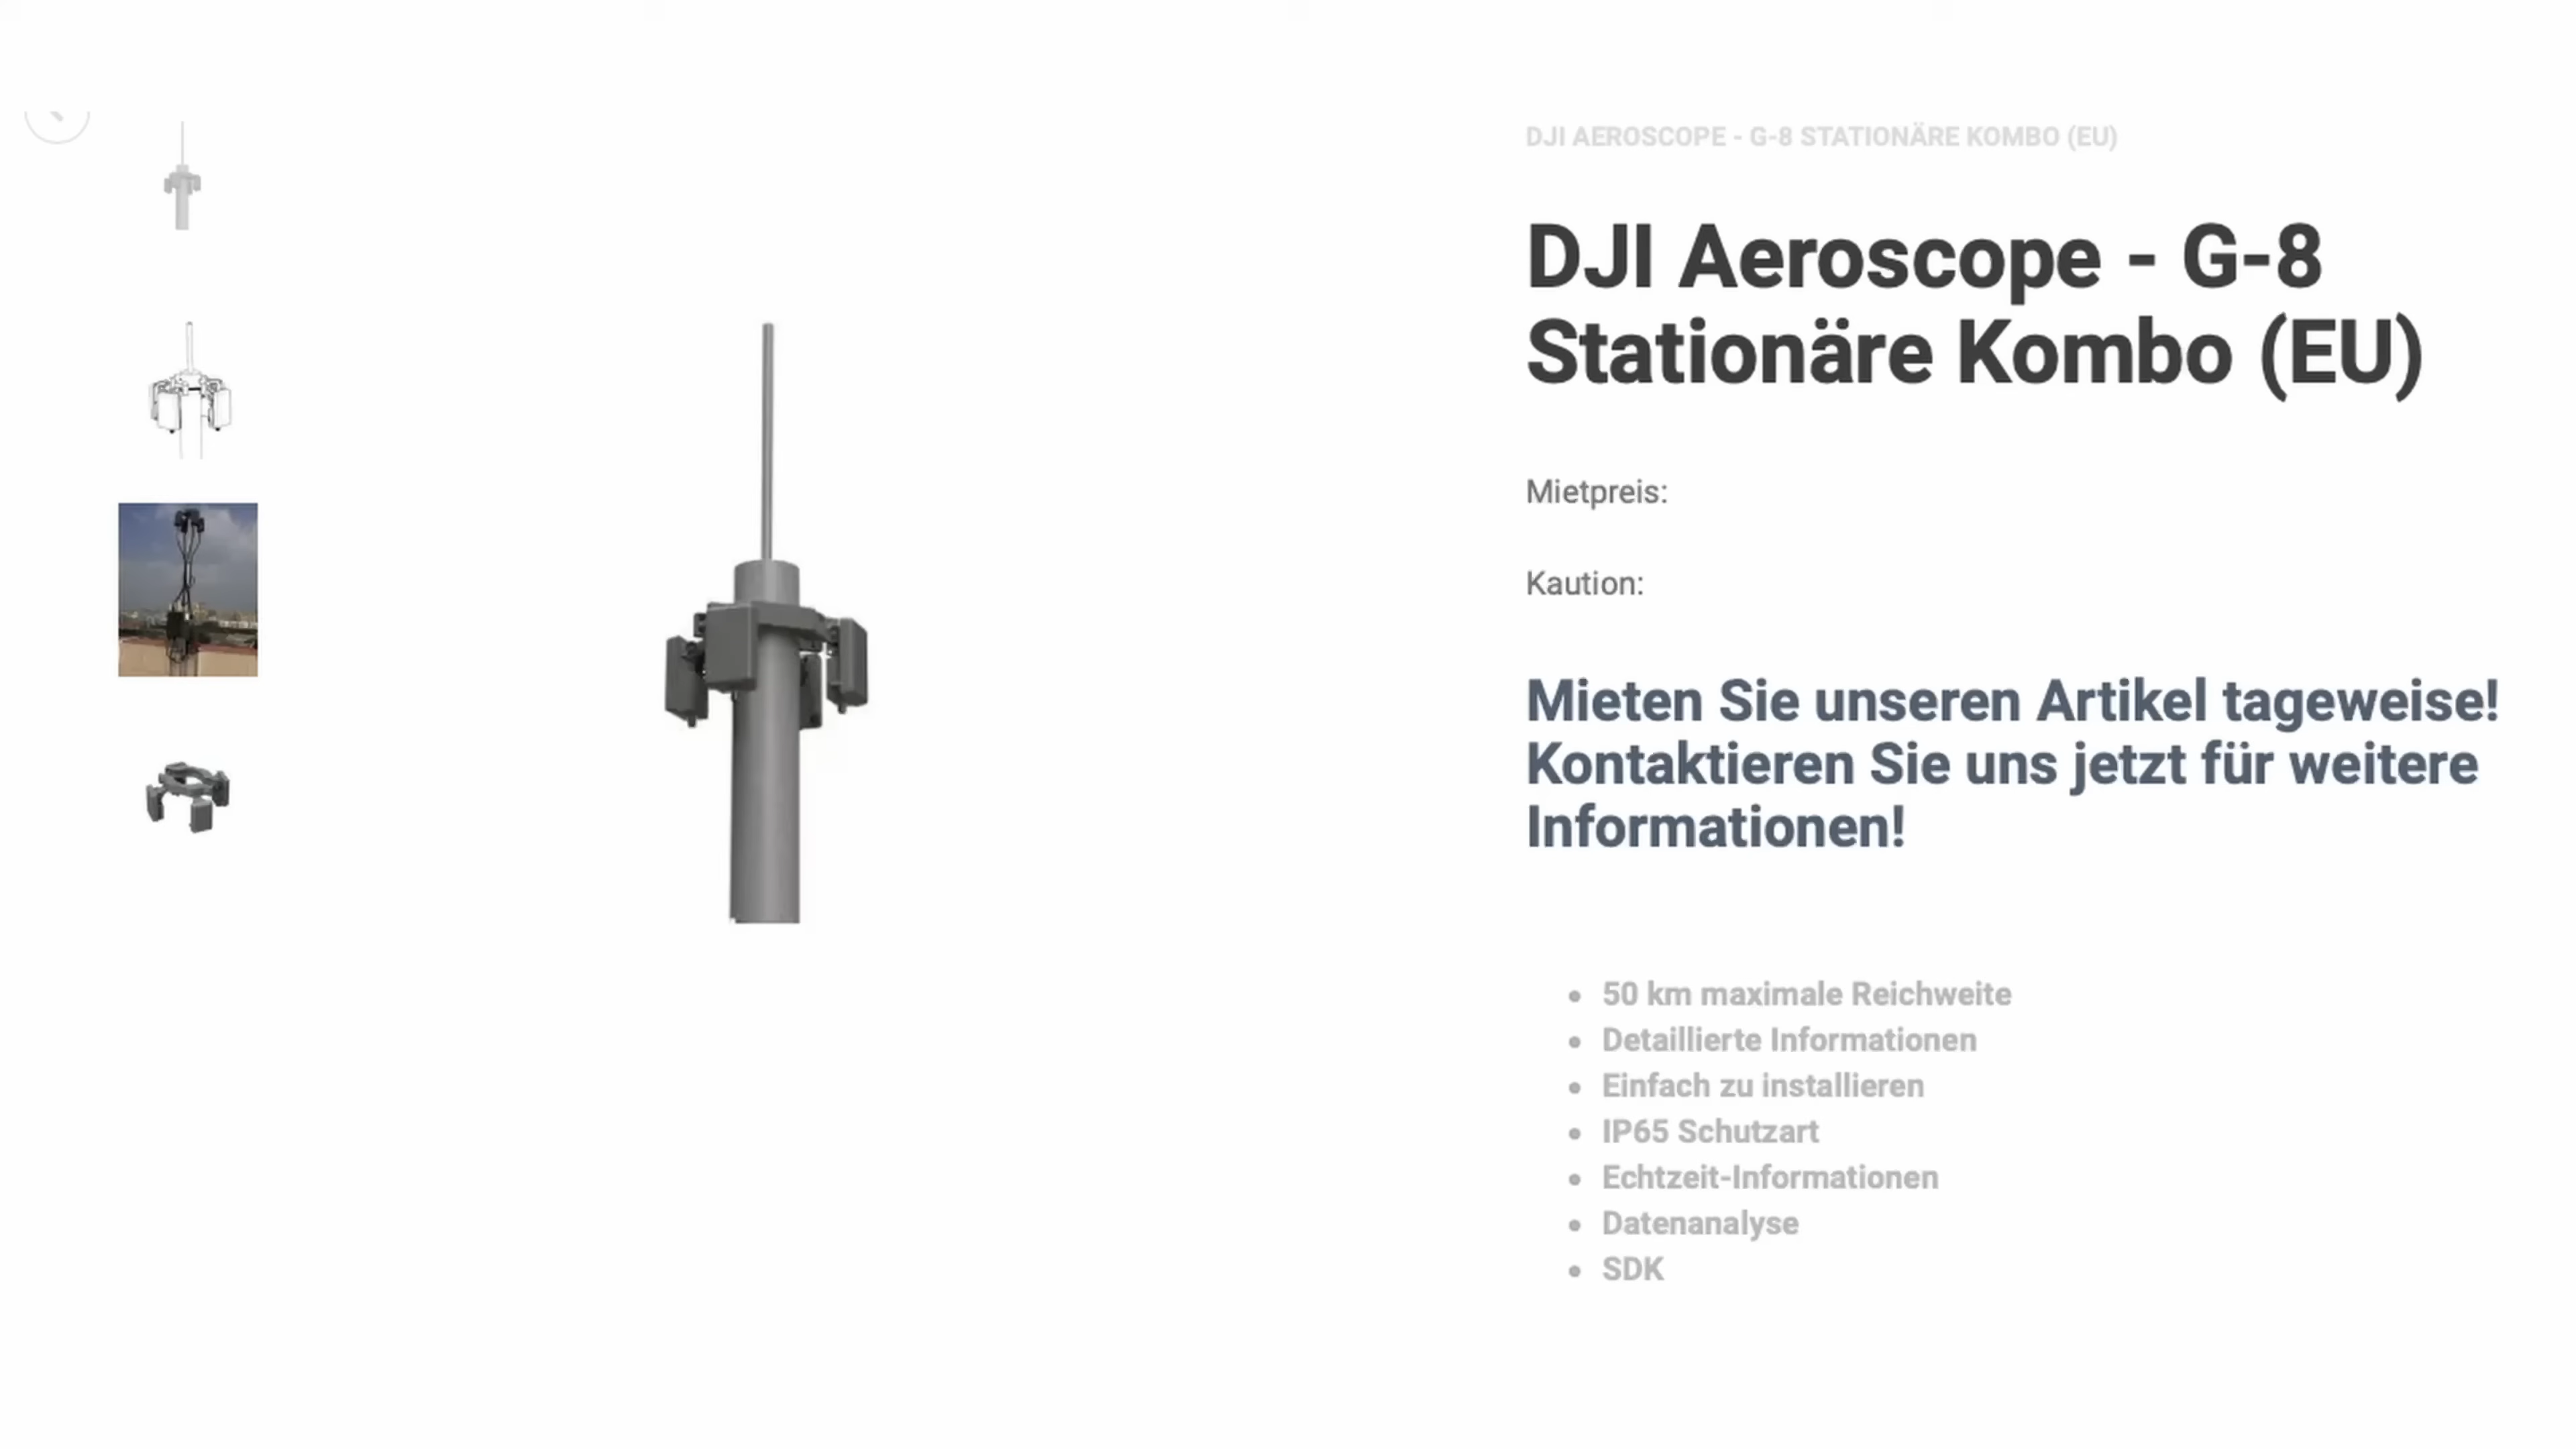 DJI AEROSCOPE - G-8 STATIONÄRE KOMBO (EU)
DJI Aeroscope - G-8
Stationäre Kombo (EU)
Mietpreis:
Kaution:
Mieten Sie unseren Artikel tageweise!
Kontaktieren Sie uns jetzt für weitere
Informationen!
50 km maximale Reichweite
Detaillierte Informationen
Einfach zu installieren
IP65 Schutzart
Echtzeit-Informationen
Datenanalyse
SDK